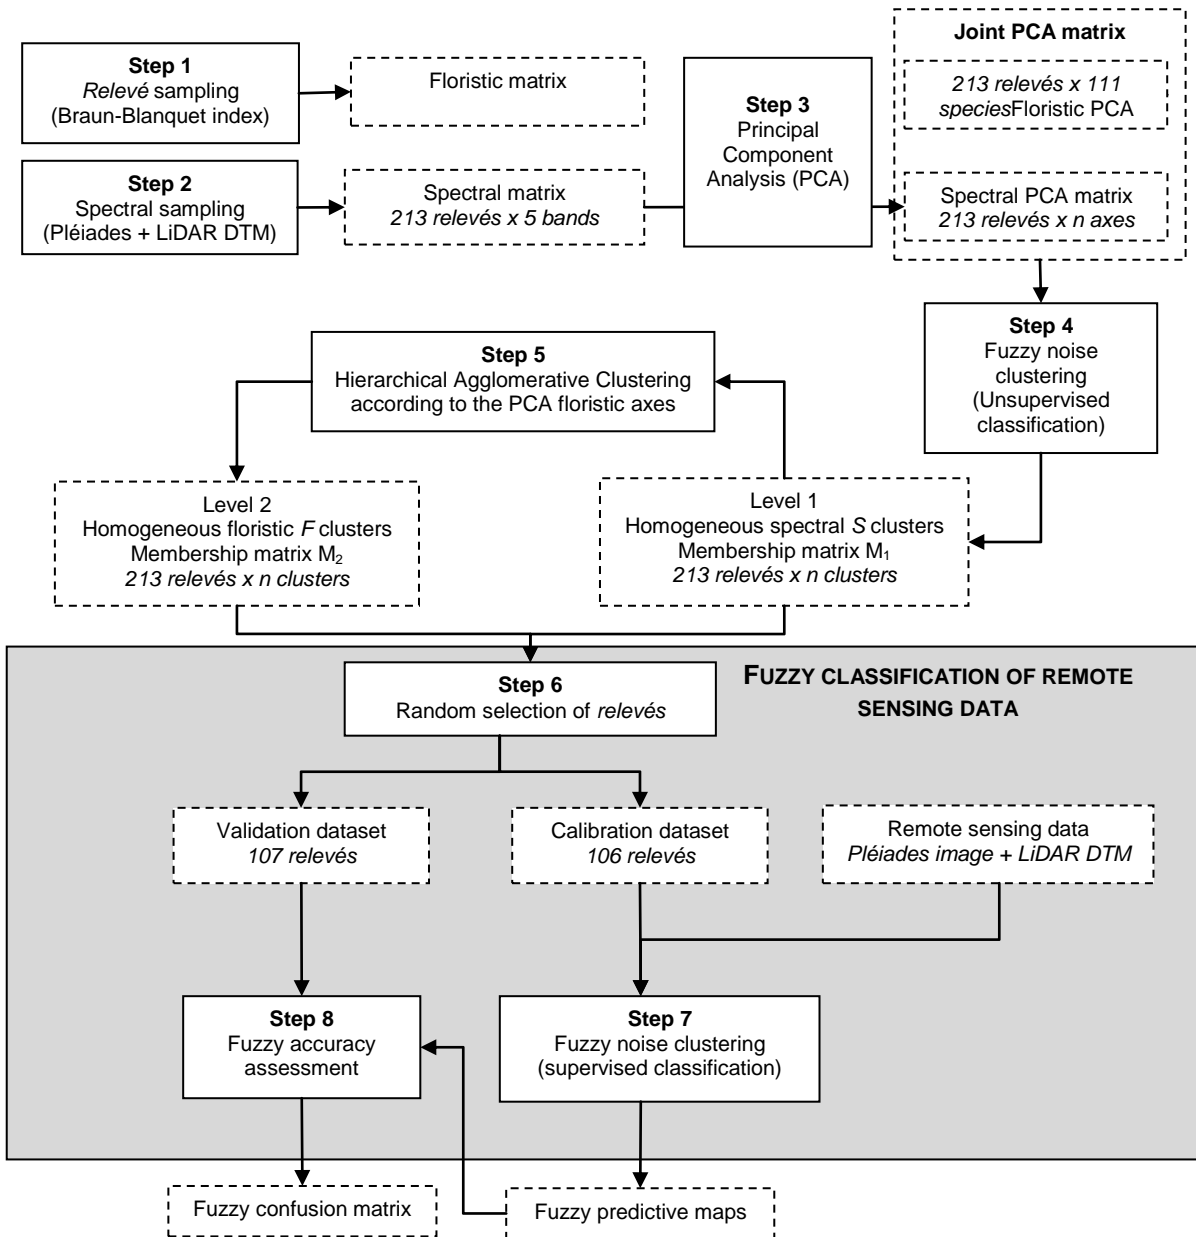 Step 1
Relevé sampling
(Braun-Blanquet index)
Floristic matrix
Step 2
Spectral sampling
(Pléiades + LiDAR DTM)
Spectral matrix
213 relevés x 5 bands
Step 3
Principal
Component
Analysis (PCA)
Joint PCA matrix
213 relevés x 111
speciesFloristic PCA
Spectral PCA matrix
213 relevés x n axes
Step 4
Fuzzy noise
clustering
(Unsupervised
classification)
Step 5
Hierarchical Agglomerative Clustering
according to the PCA floristic axes
Level 2
Homogeneous floristic F clusters
Membership matrix M₂
213 relevés x n clusters
Level 1
Homogeneous spectral S clusters
Membership matrix M₁
213 relevés x n clusters
FUZZY CLASSIFICATION OF REMOTE
SENSING DATA
Step 6
Random selection of relevés
Validation dataset
107 relevés
Calibration dataset
106 relevés
Remote sensing data
Pléiades image + LiDAR DTM
Step 8
Fuzzy accuracy
assessment
Step 7
Fuzzy noise clustering
(supervised classification)
Fuzzy confusion matrix
Fuzzy predictive maps